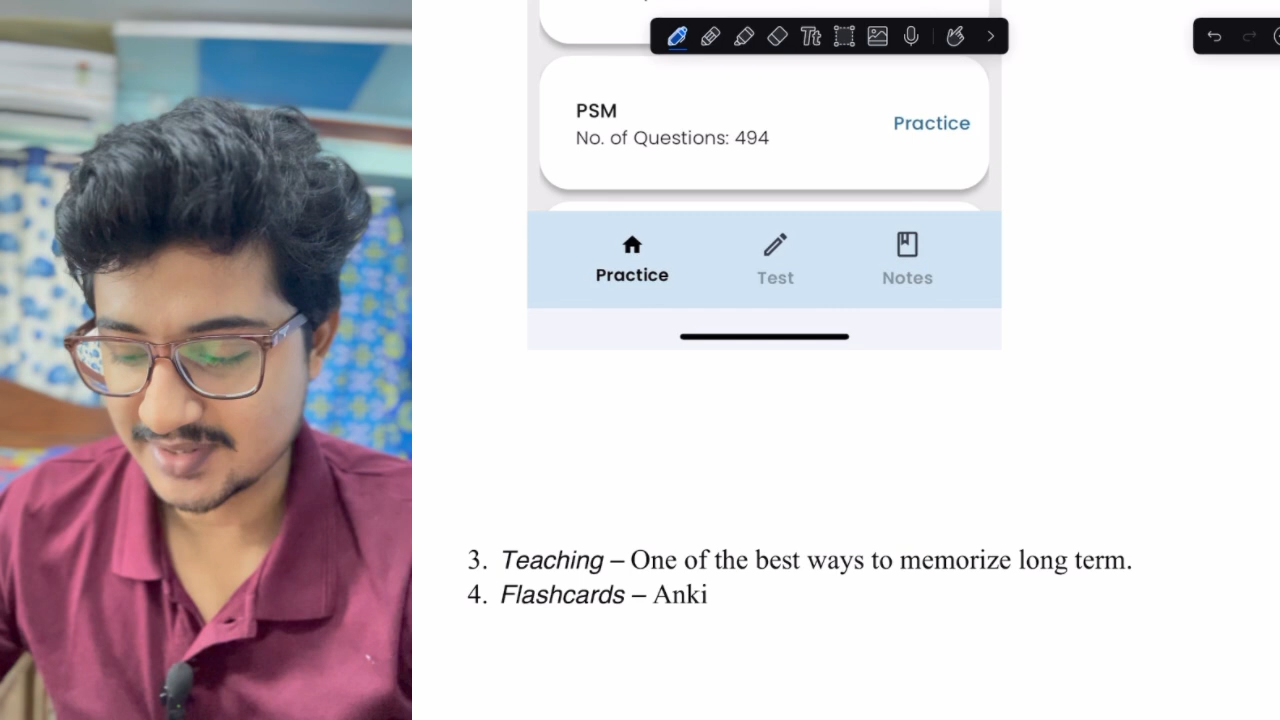 Tt
PSM
No. of Questions: 494
Practice
Practice
Test
Notes
3. Teaching – One of the best ways to memorize long term.
4. Flashcards – Anki